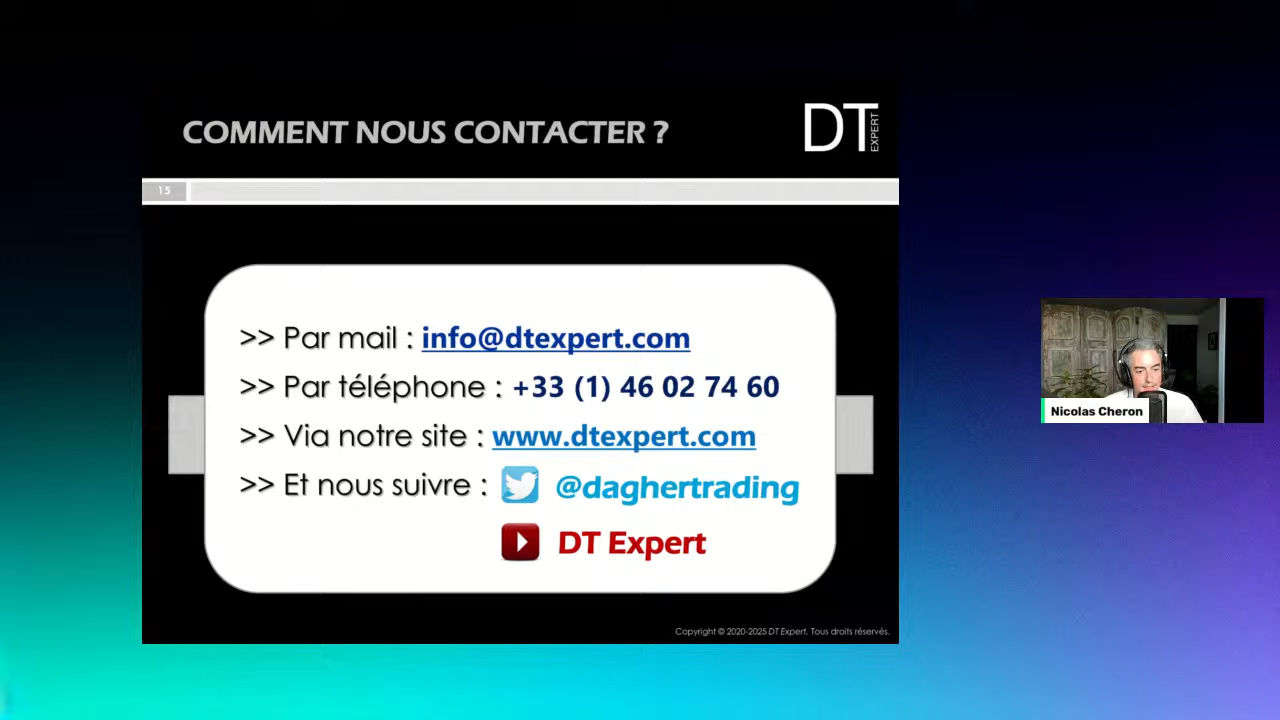 COMMENT NOUS CONTACTER ?
DT
EXPERT
15
>> Par mail : info@dtexpert.com
>> Par téléphone : +33 (1) 46 02 74 60
>> Via notre site : www.dtexpert.com
>> Et nous suivre : @daghertrading
DT Expert
Nicolas Cheron
Copyright © 2020-2025 DT Expert. Tous droits réservés.